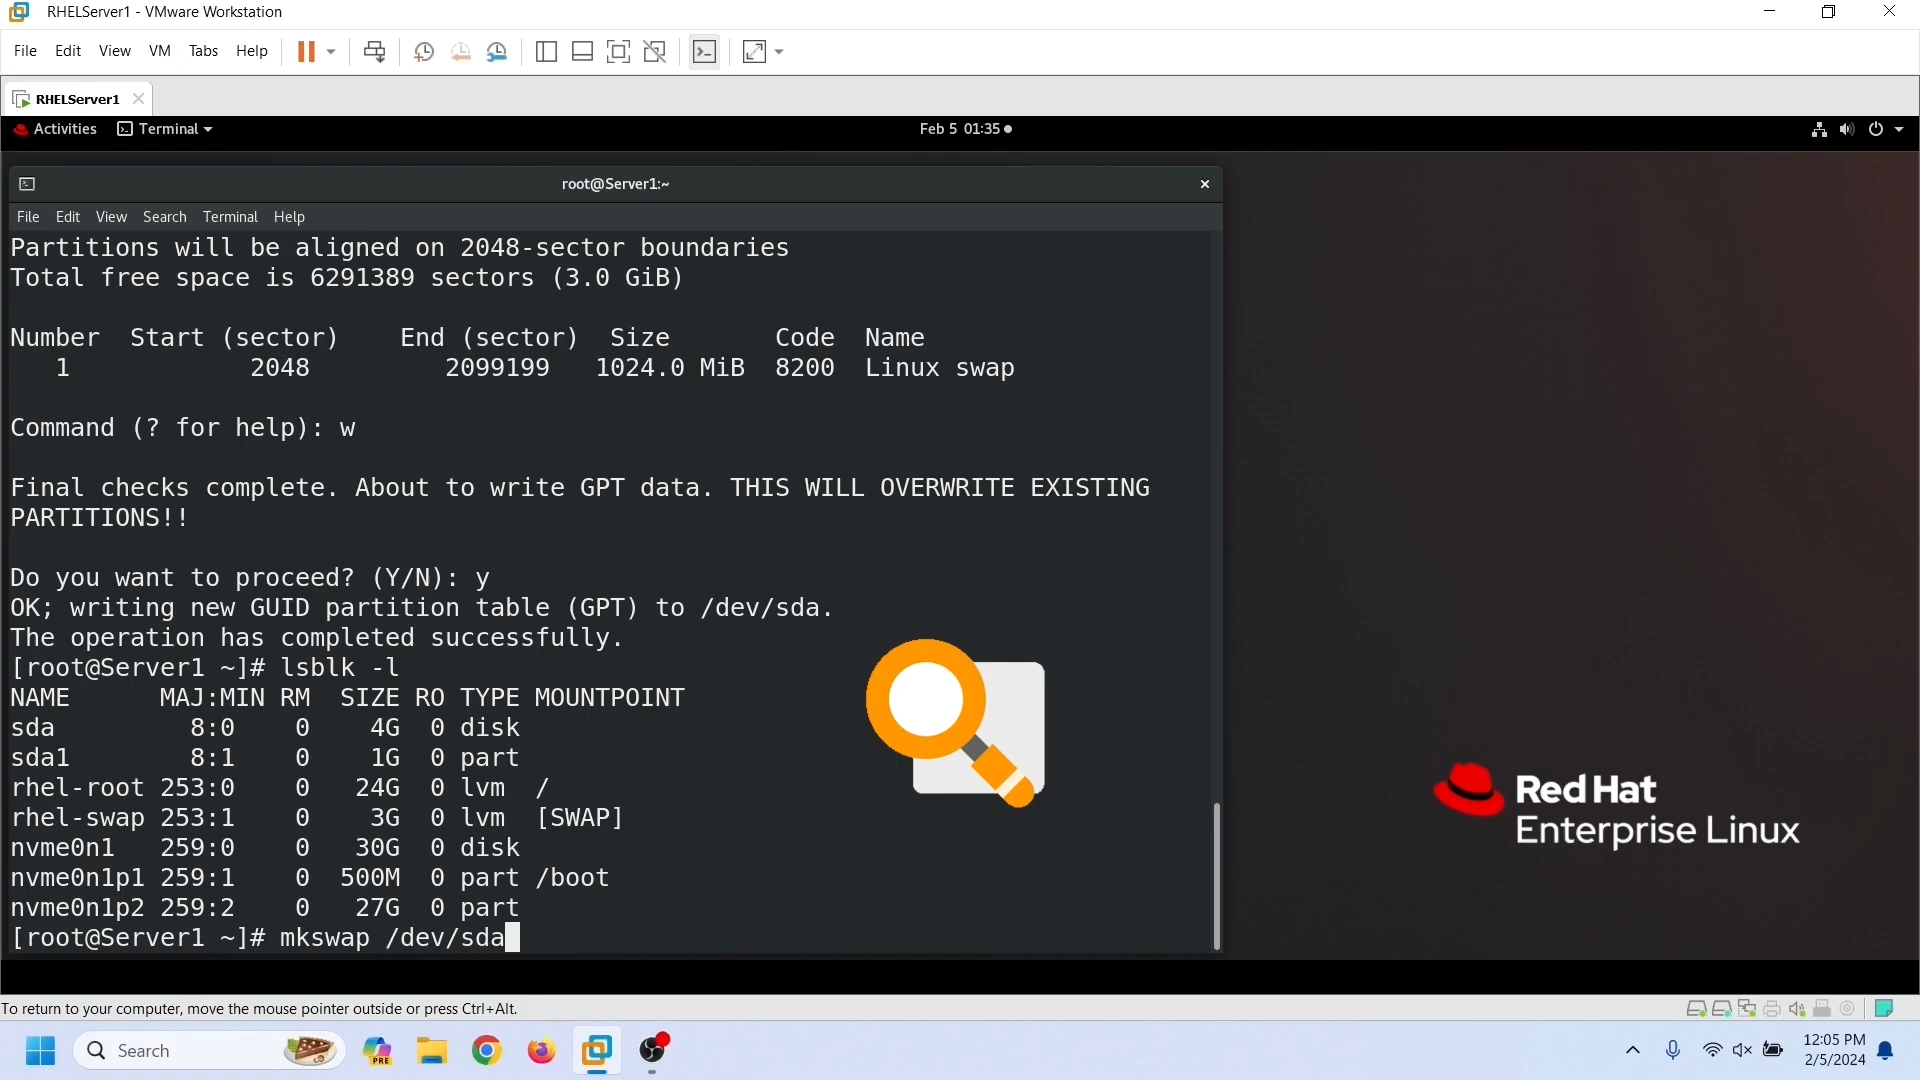 RHELServer1 - VMware Workstation
File Edit View VM Tabs Help
RHELServer1
Activities Terminal Feb 5 01:35
root@Server1:~
File Edit View Search Terminal Help
Partitions will be aligned on 2048-sector boundaries
Total free space is 6291389 sectors (3.0 GiB)
Number Start (sector) End (sector) Size Code Name
1 2048 2099199 1024.0 MiB 8200 Linux swap
Command (? for help): w
Final checks complete. About to write GPT data. THIS WILL OVERWRITE EXISTING
PARTITIONS!!
Do you want to proceed? (Y/N): y
OK; writing new GUID partition table (GPT) to /dev/sda.
The operation has completed successfully.
[root@Server1 ~]# lsblk -l
NAME MAJ:MIN RM SIZE RO TYPE MOUNTPOINT
sda 8:0 0 4G 0 disk
sda1 8:1 0 1G 0 part
rhel-root 253:0 0 24G 0 lvm /
rhel-swap 253:1 0 3G 0 lvm [SWAP]
nvme0n1 259:0 0 30G 0 disk
nvme0n1p1 259:1 0 500M 0 part /boot
nvme0n1p2 259:2 0 27G 0 part
[root@Server1 ~]# mkswap /dev/sda
Red Hat
Enterprise Linux
To return to your computer, move the mouse pointer outside or press Ctrl+Alt.
Search
PRE
12:05 PM
2/5/2024